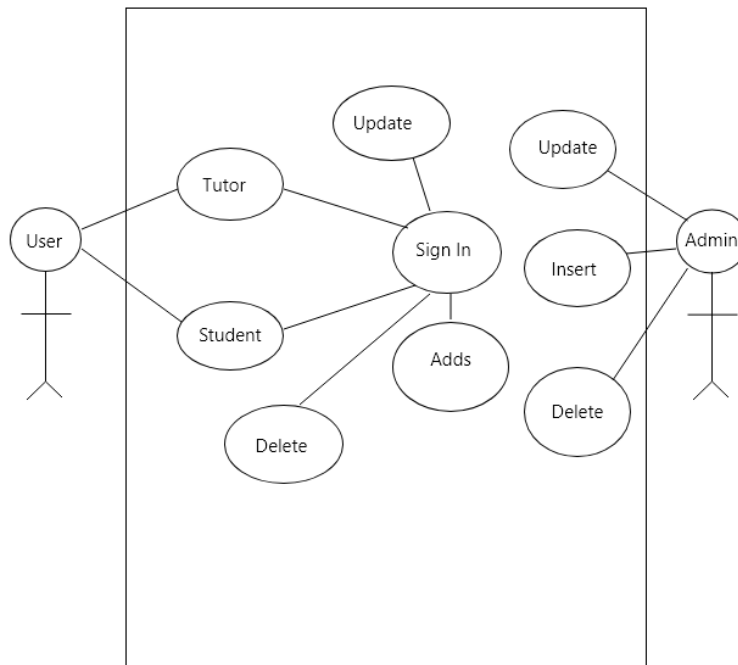 Update
Update
Tutor
User
Sign In
Admin
Insert
Student
Adds
Delete
Delete